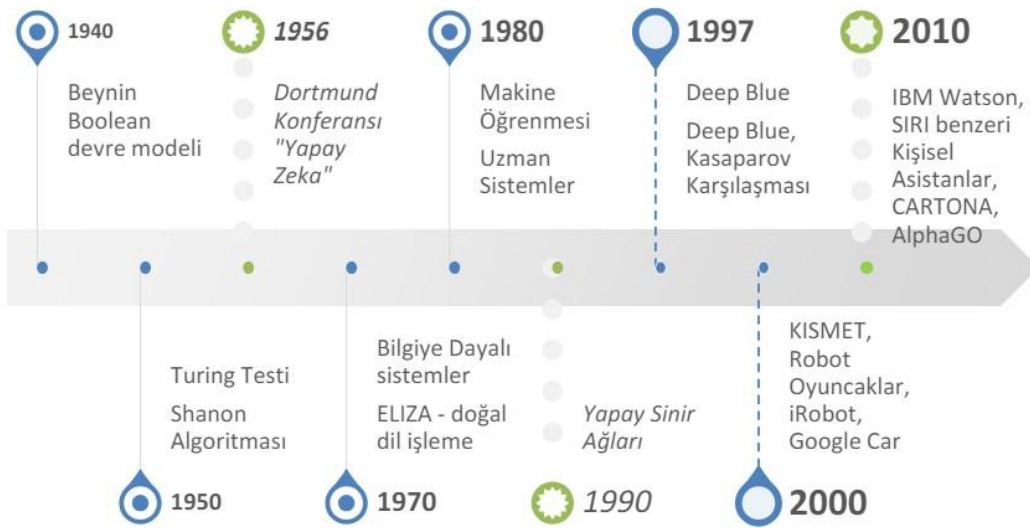 1940
Beynin
Boolean
devre modeli
1956
Dortmund
Konferansı
"Yapay
Zeka"
1980
Makine
Öğrenmesi
Uzman
Sistemler
1997
Deep Blue
Deep Blue,
Kasaparov
Karşılaşması
2010
IBM Watson,
SIRI benzeri
Kişisel
Asistanlar,
CARTONA,
AlphaGO
Turing Testi
Shanon
Algoritması
1950
Bilgiye Dayalı
sistemler
ELIZA - doğal
dil işleme
1970
Yapay Sinir
Ağları
1990
KISMET,
Robot
Oyuncaklar,
iRobot,
Google Car
2000